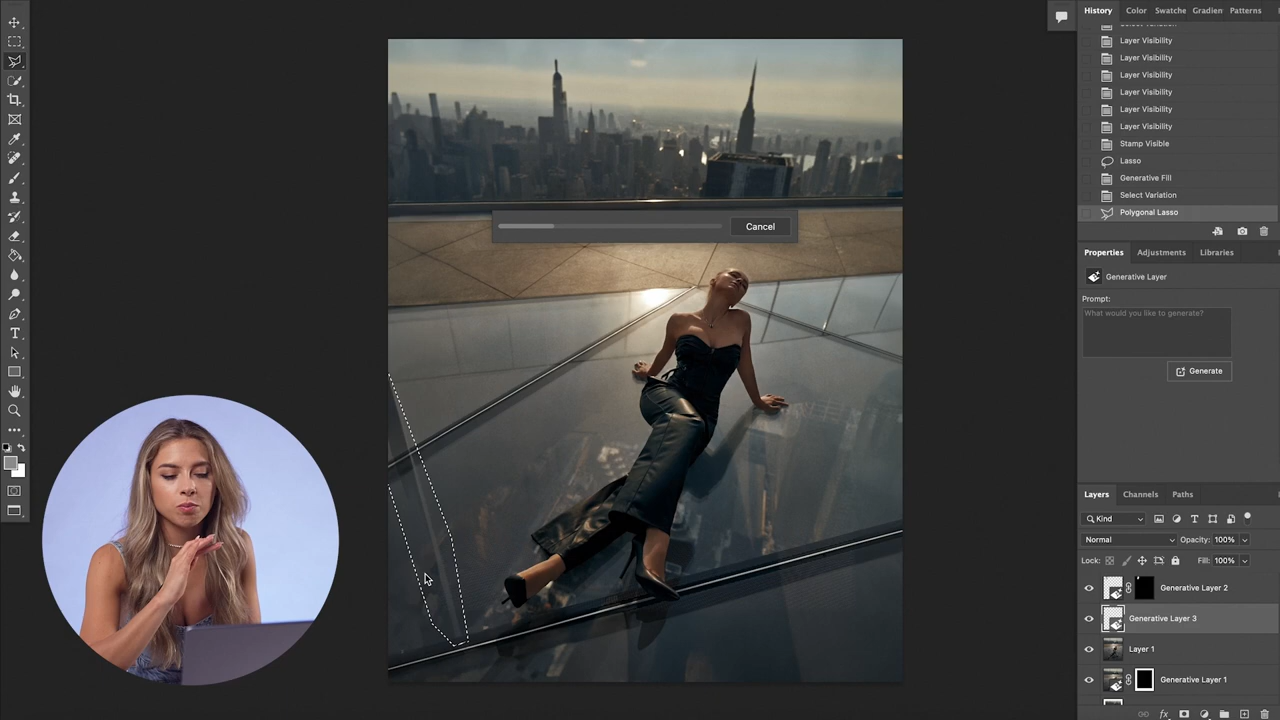 History Color Swatche Gradien Patterns
Select Variation
Layer Visibility
Layer Visibility
Layer Visibility
Layer Visibility
Layer Visibility
Layer Visibility
Stamp Visible
Lasso
Generative Fill
Select Variation
Polygonal Lasso
Cancel
Properties Adjustments Libraries
Generative Layer
Prompt:
What would you like to generate?
Generate
Layers Channels Paths
Kind
Normal Opacity: 100%
Lock: Fill: 100%
Generative Layer 2
Generative Layer 3
Layer 1
Generative Layer 1